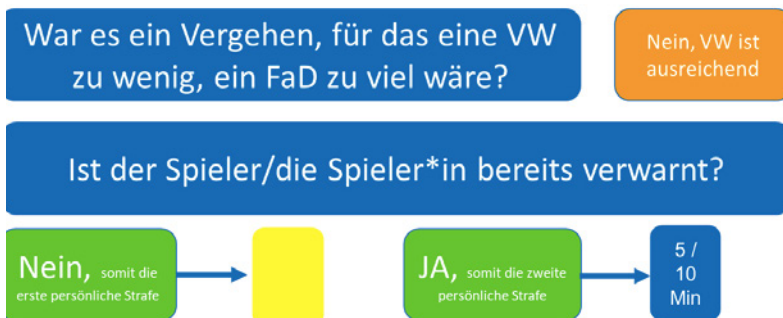 War es ein Vergehen, für das eine VW
zu wenig, ein FaD zu viel wäre?
Nein, VW ist
ausreichend
Ist der Spieler/die Spieler*in bereits verwarnt?
Nein, somit die
erste persönliche Strafe
JA, somit die zweite
persönliche Strafe
5 /
10
Min